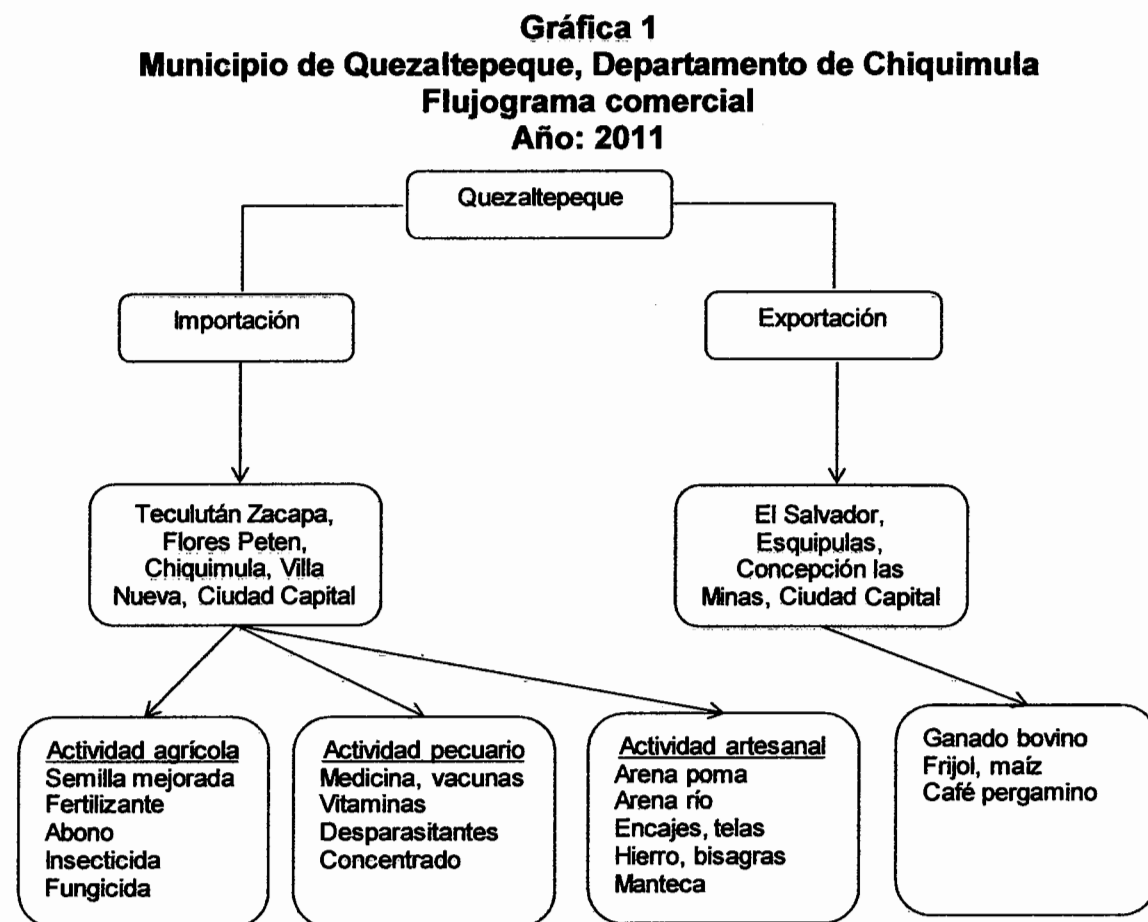 Gráfica 1
Municipio de Quezaltepeque, Departamento de Chiquimula
Flujograma comercial
Año: 2011
Quezaltepeque
Importación
Exportación
Teculután Zacapa,
Flores Peten,
Chiquimula, Villa
Nueva, Ciudad Capital
El Salvador,
Esquipulas,
Concepción las
Minas, Ciudad Capital
Actividad agrícola
Semilla mejorada
Fertilizante
Abono
Insecticida
Fungicida
Actividad pecuario
Medicina, vacunas
Vitaminas
Desparasitantes
Concentrado
Actividad artesanal
Arena poma
Arena río
Encajes, telas
Hierro, bisagras
Manteca
Ganado bovino
Frijol, maíz
Café pergamino